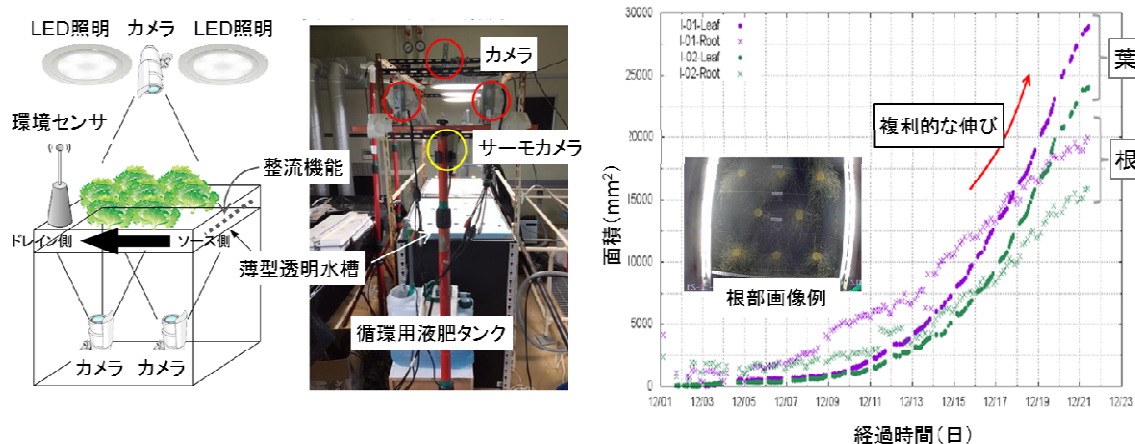 LED照明
カメラ
LED照明
環境センサ
整流機能
ドレイン側
ソース側
薄型透明水槽
カメラ
カメラ
カメラ
サーモカメラ
循環用液肥タンク
面積(mm²)
30000
25000
20000
15000
10000
5000
0
I-01-Leaf
I-01-Root
I-02-Leaf
I-02-Root
複利的な伸び
葉
根
根部画像例
12/01 12/03 12/05 12/07 12/09 12/11 12/13 12/15 12/17 12/19 12/21 12/23
経過時間(日)